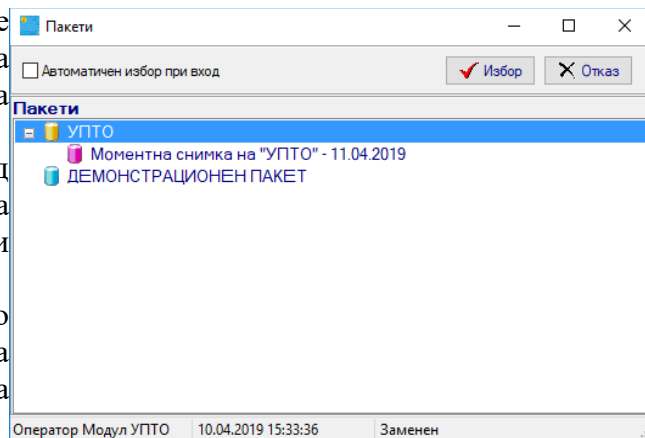 Пакети
Автоматичен избор при вход
Избор
Отказ
Пакети
УПТО
Моментна снимка на "УПТО" - 11.04.2019
ДЕМОНСТРАЦИОНЕН ПАКЕТ
Оператор Модул УПТО 10.04.2019 15:33:36 Заменен